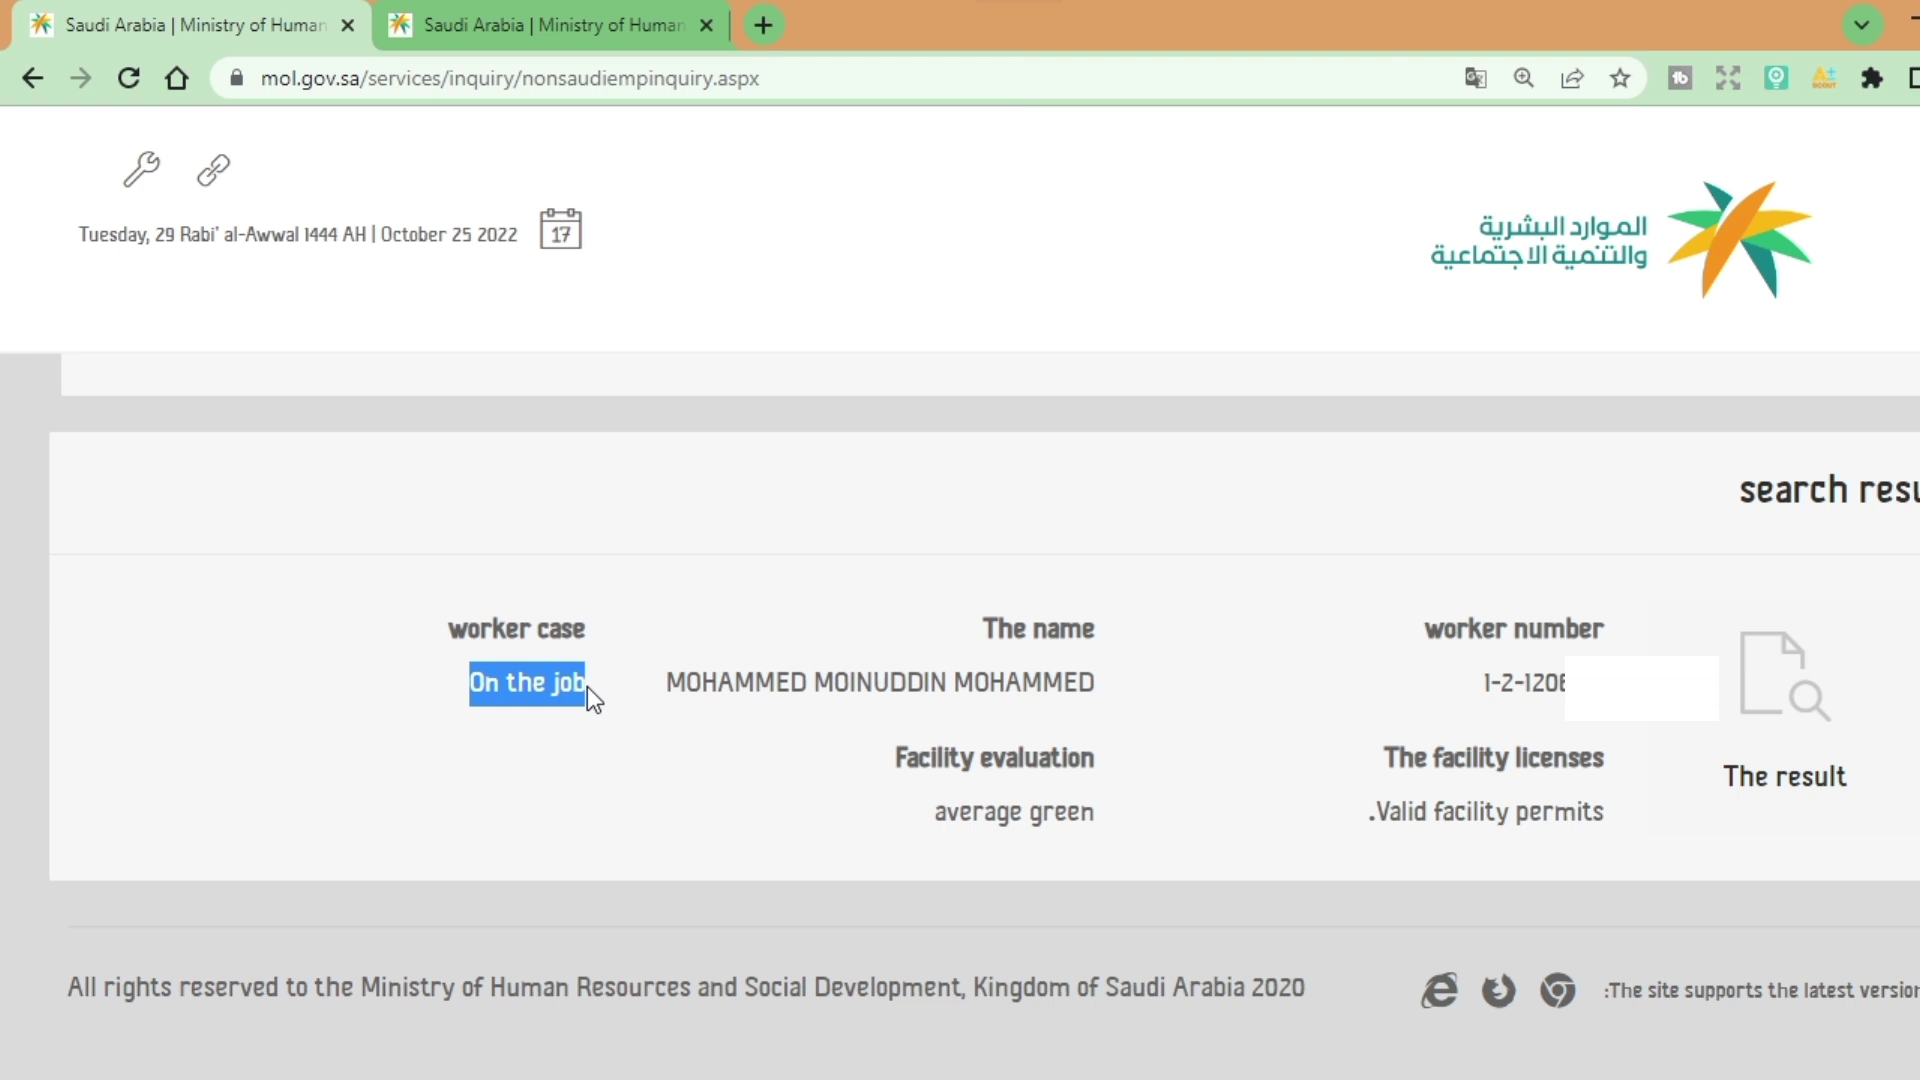 Saudi Arabia | Ministry of Human
Saudi Arabia | Ministry of Human
mol.gov.sa/services/inquiry/nonsaudiempinquiry.aspx
Tuesday, 29 Rabi' al-Awwal 1444 AH | October 25 2022
17
الموارد البشرية
والتنمية الاجتماعية
search resu
worker case
The name
worker number
On the job
MOHAMMED MOINUDDIN MOHAMMED
1-2-1206
Facility evaluation
The facility licenses
The result
average green
.Valid facility permits
All rights reserved to the Ministry of Human Resources and Social Development, Kingdom of Saudi Arabia 2020
:The site supports the latest version